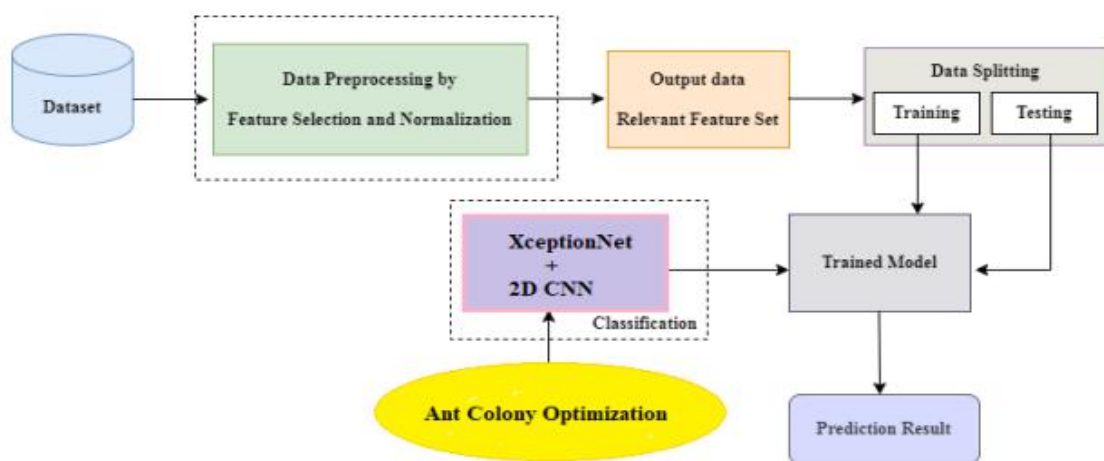 Dataset
Data Preprocessing by
Feature Selection and Normalization
Output data
Relevant Feature Set
Data Splitting
Training
Testing
XceptionNet
+
2D CNN
Classification
Trained Model
Ant Colony Optimization
Prediction Result